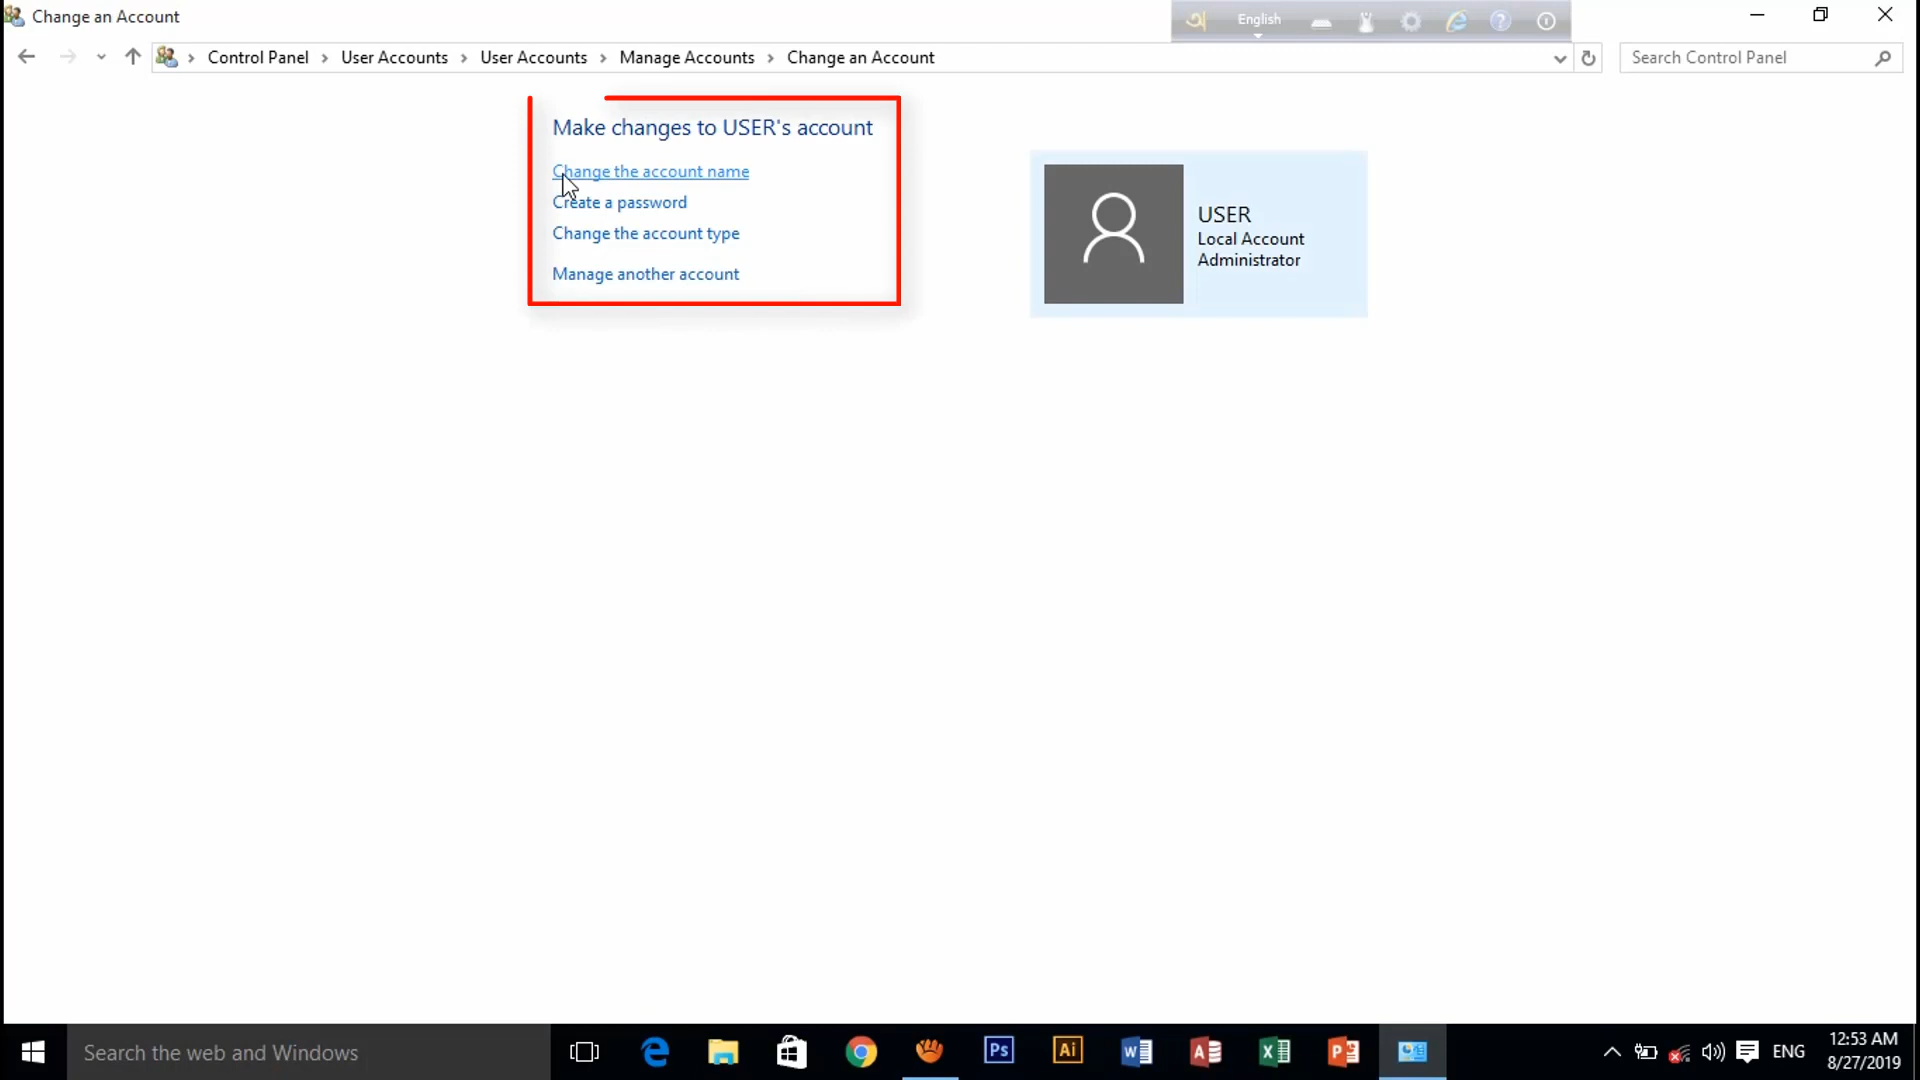 Change an Account
English
Control Panel > User Accounts > User Accounts > Manage Accounts > Change an Account
Search Control Panel
Make changes to USER's account
Change the account name
Create a password
Change the account type
Manage another account
USER
Local Account
Administrator
Search the web and Windows
Ps
Ai
ENG
12:53 AM
8/27/2019